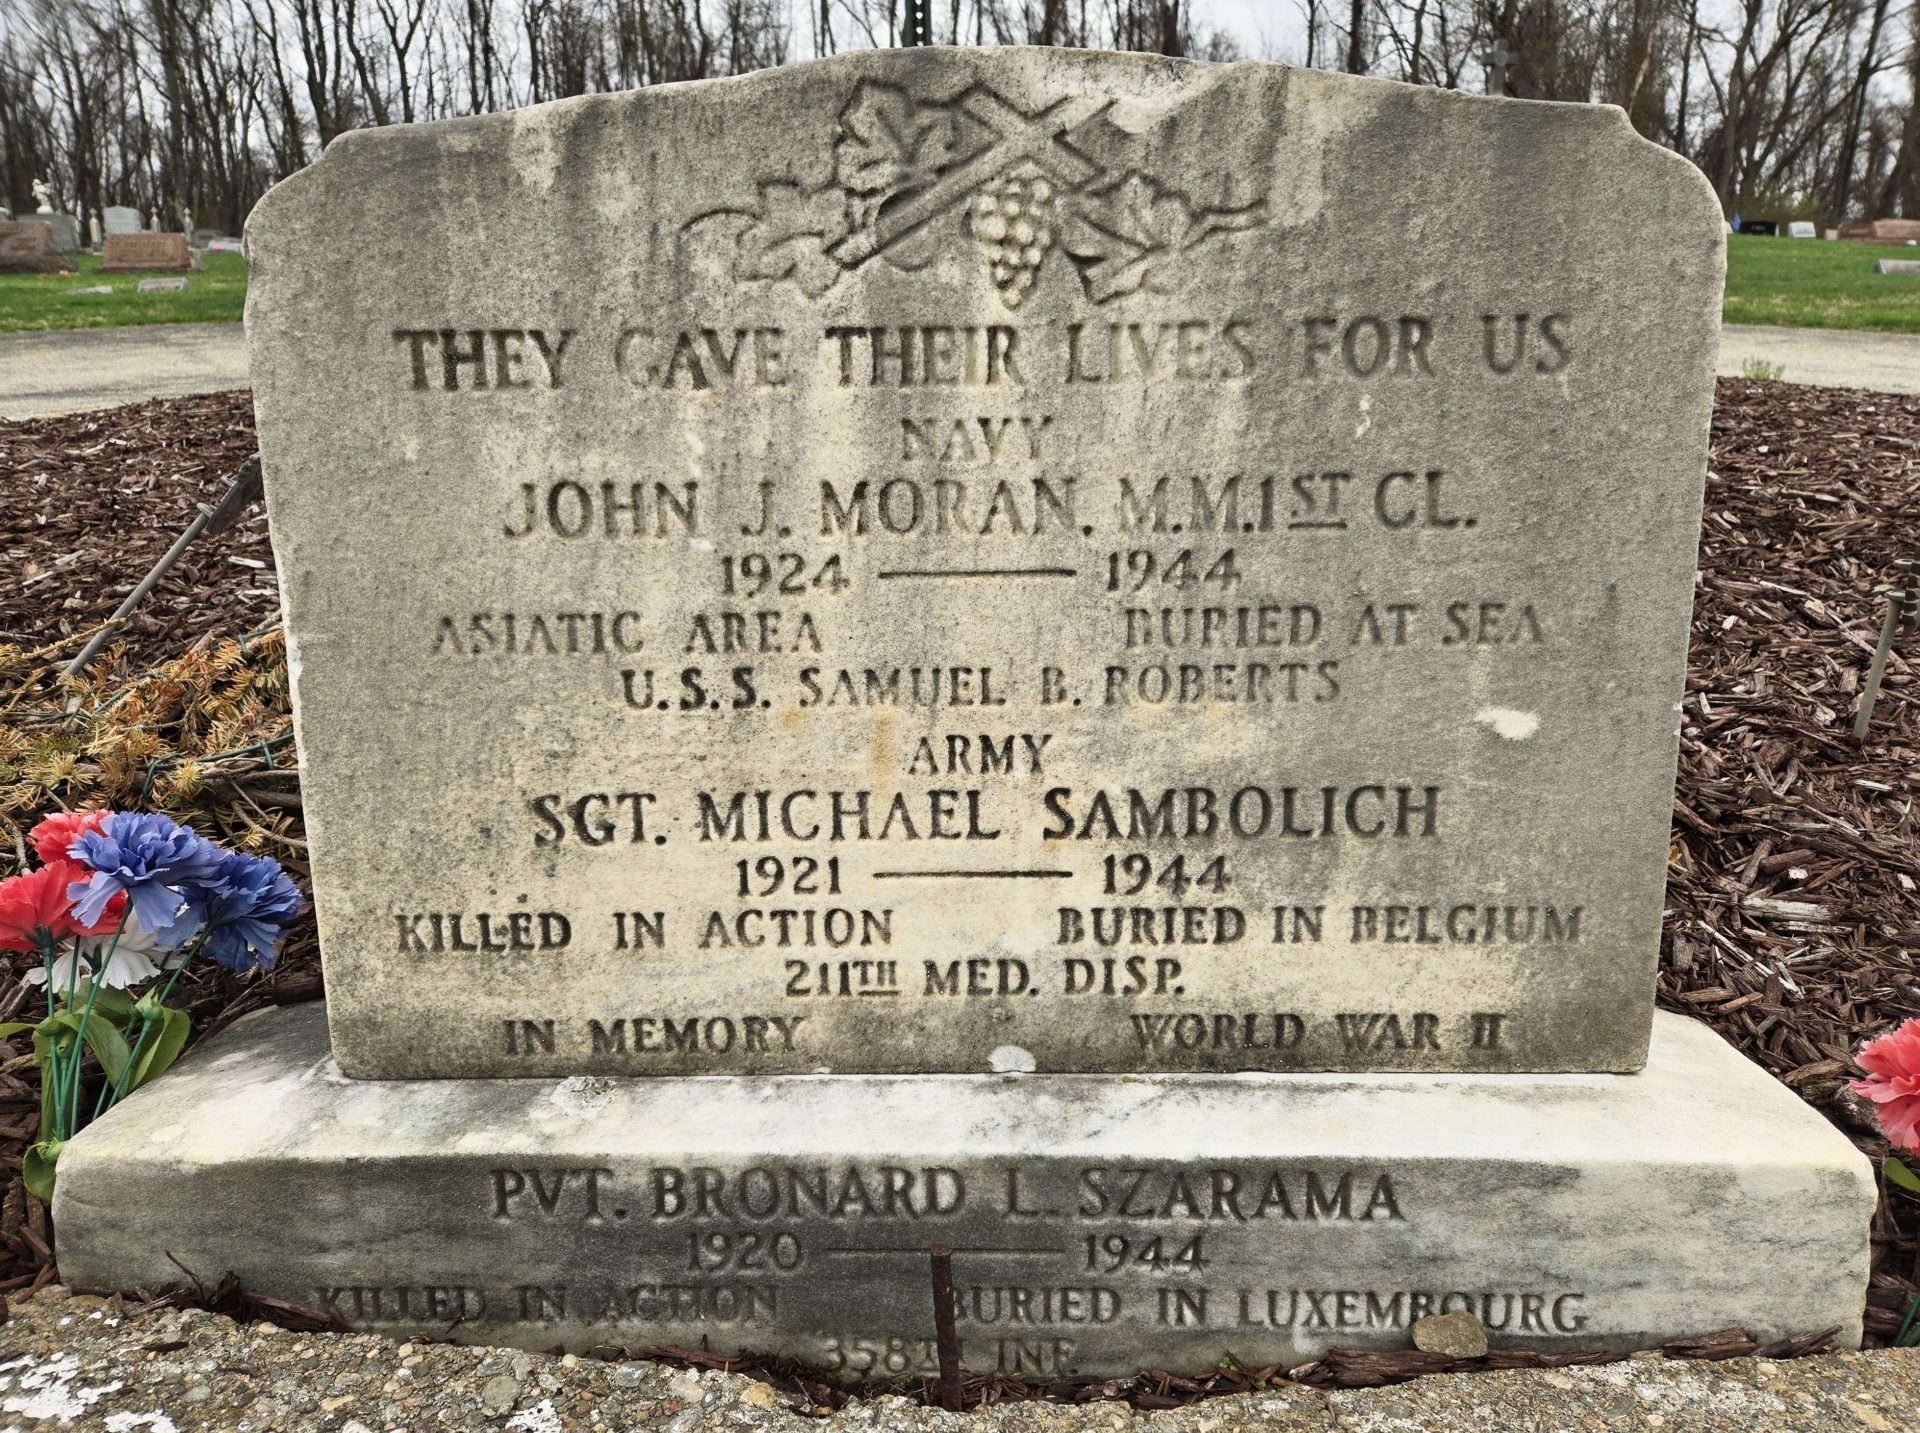 THEY GAVE THEIR LIVES FOR US
NAVY
JOHN J. MORAN, M.M. 1ST CL.
1924 — 1944
ASIATIC AREA BURIED AT SEA
U.S.S. SAMUEL B. ROBERTS
ARMY
SGT. MICHAEL SAMBOLICH
1921 — 1944
KILLED IN ACTION BURIED IN BELGIUM
211TH MED. DISP.
IN MEMORY WORLD WAR II
PVT. BRONARD L. SZARAMA
1920 — 1944
KILLED IN ACTION BURIED IN LUXEMBOURG
358TH INF.